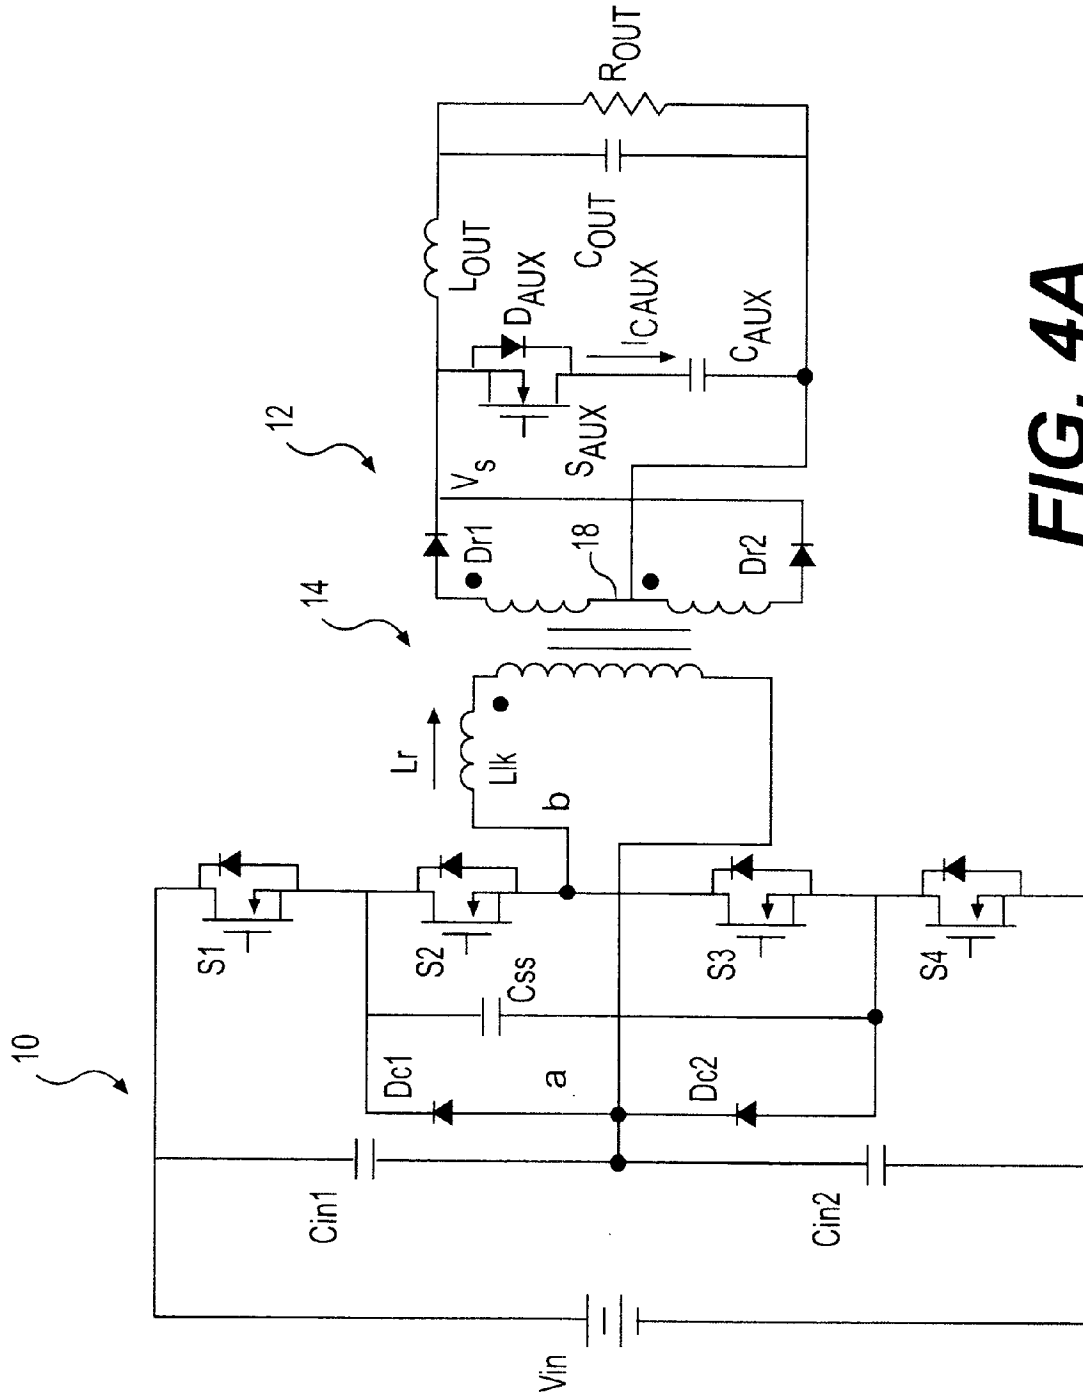 10
12
14
18
Vin
Cin1
Cin2
Dc1
a
Dc2
Css
S1
S2
S3
S4
b
Lr
Llk
Dr1
Dr2
Vs
SAUX
DAUX
ICAUX
CAUX
LOUT
COUT
ROUT
FIG. 4A